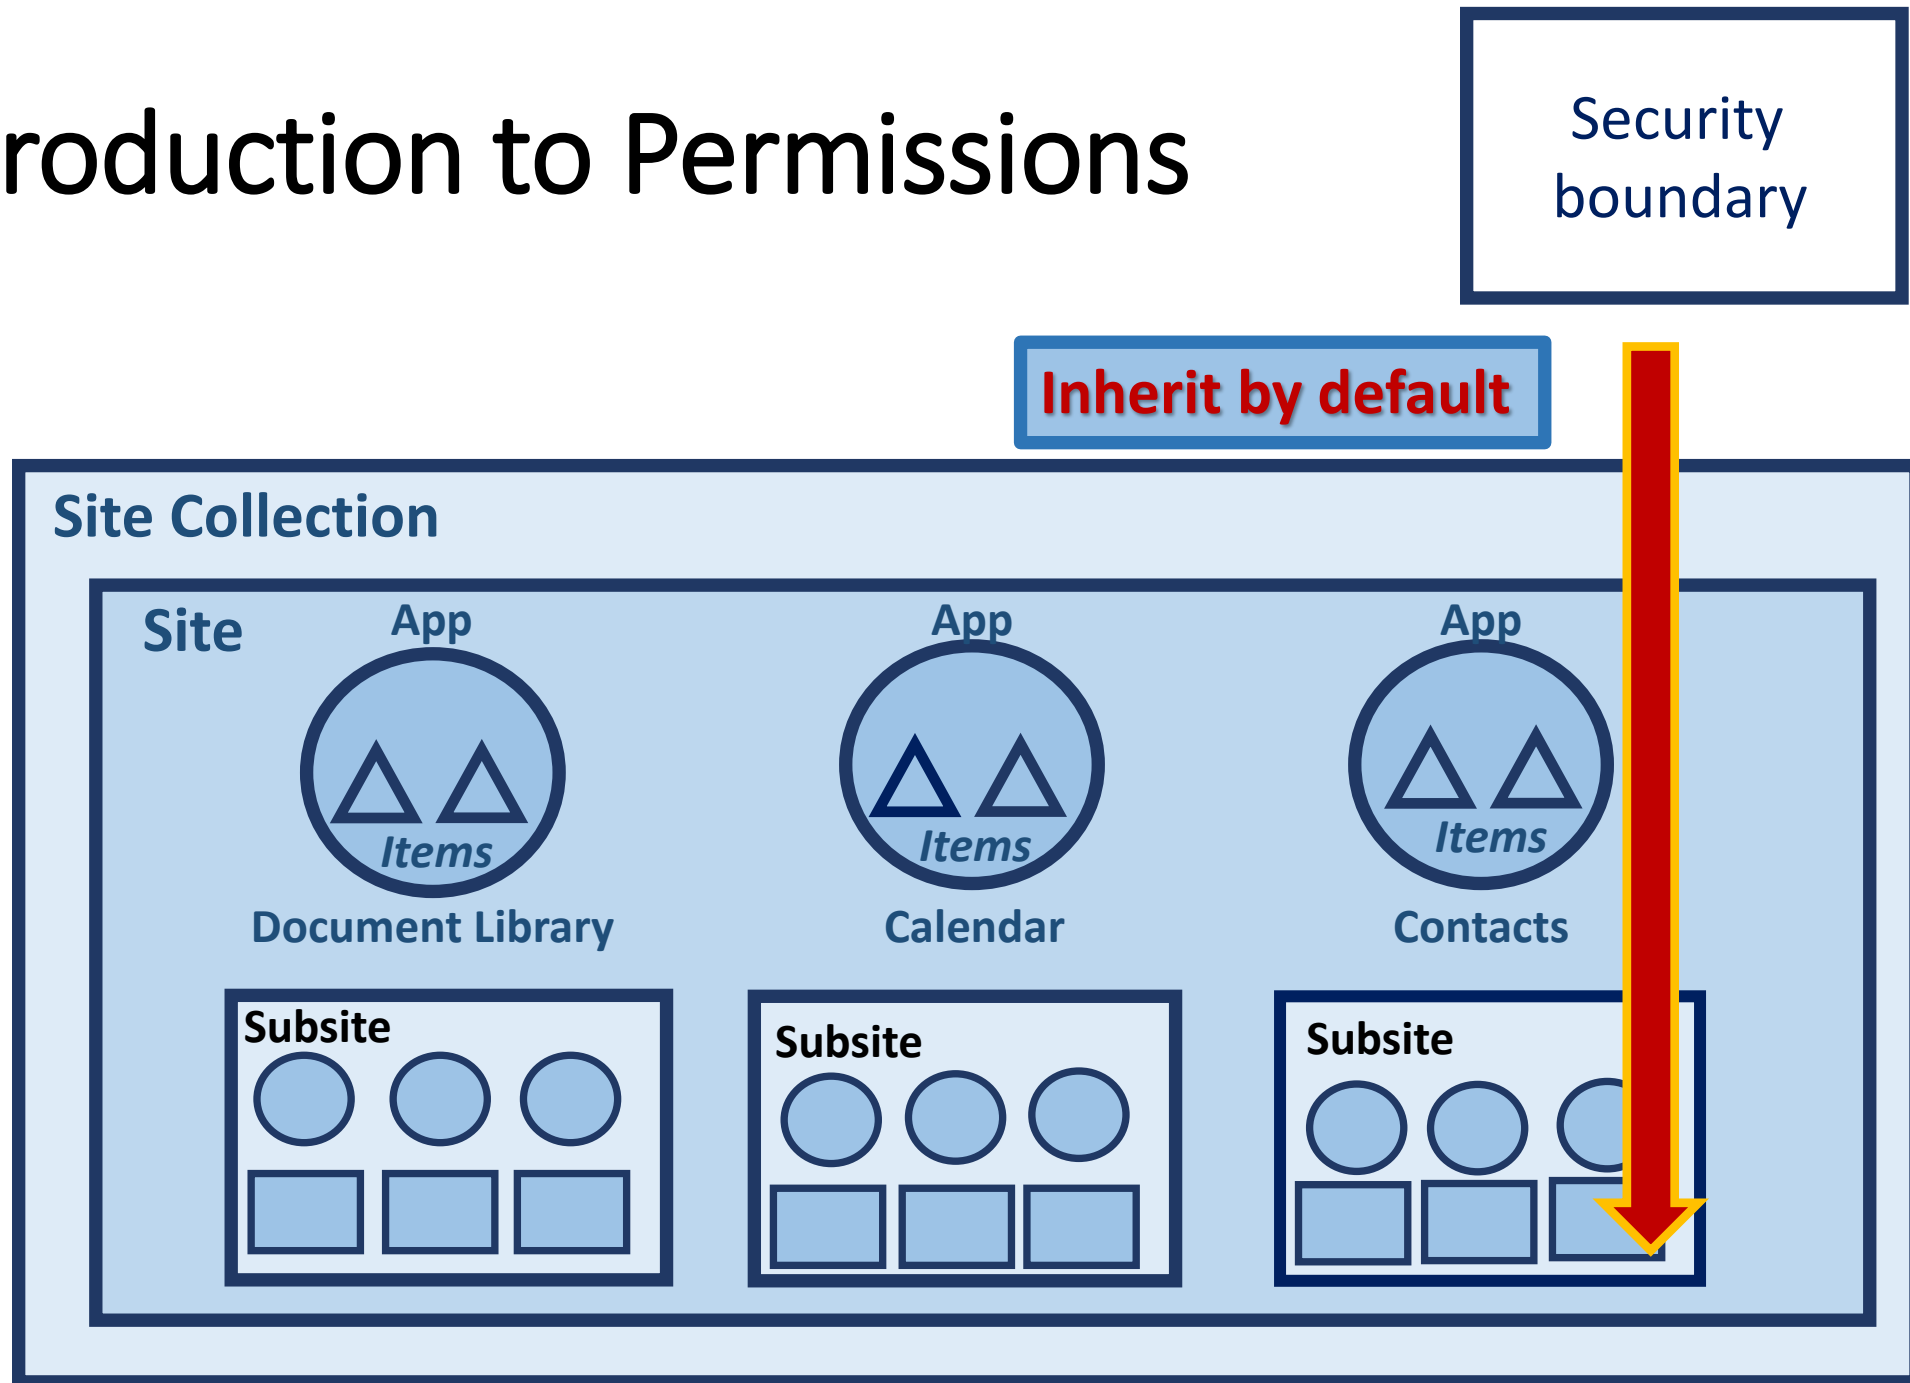 roduction to Permissions
Security
boundary
Inherit by default
Site Collection
Site
App
App
App
Items
Items
Items
Document Library
Calendar
Contacts
Subsite
Subsite
Subsite